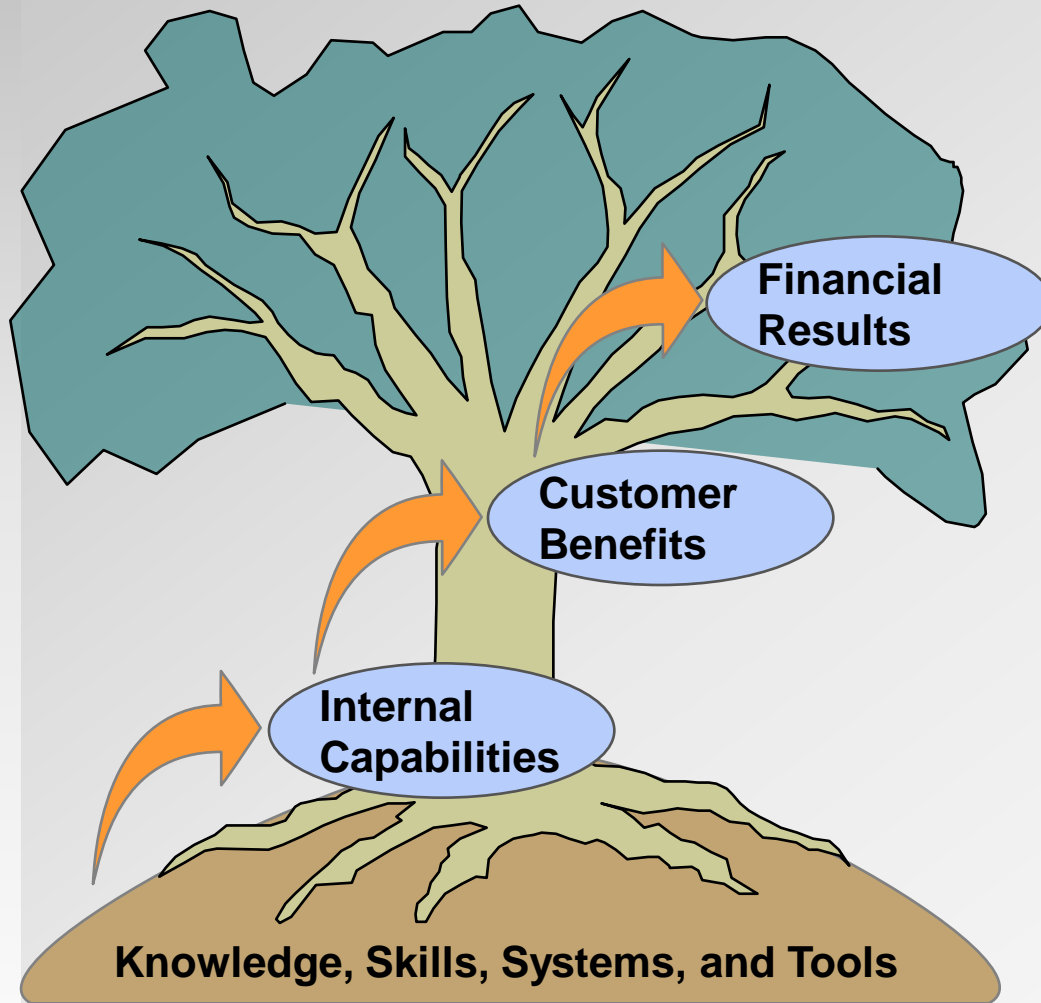 Financial
Results
Customer
Benefits
Internal
Capabilities
Knowledge, Skills, Systems, and Tools